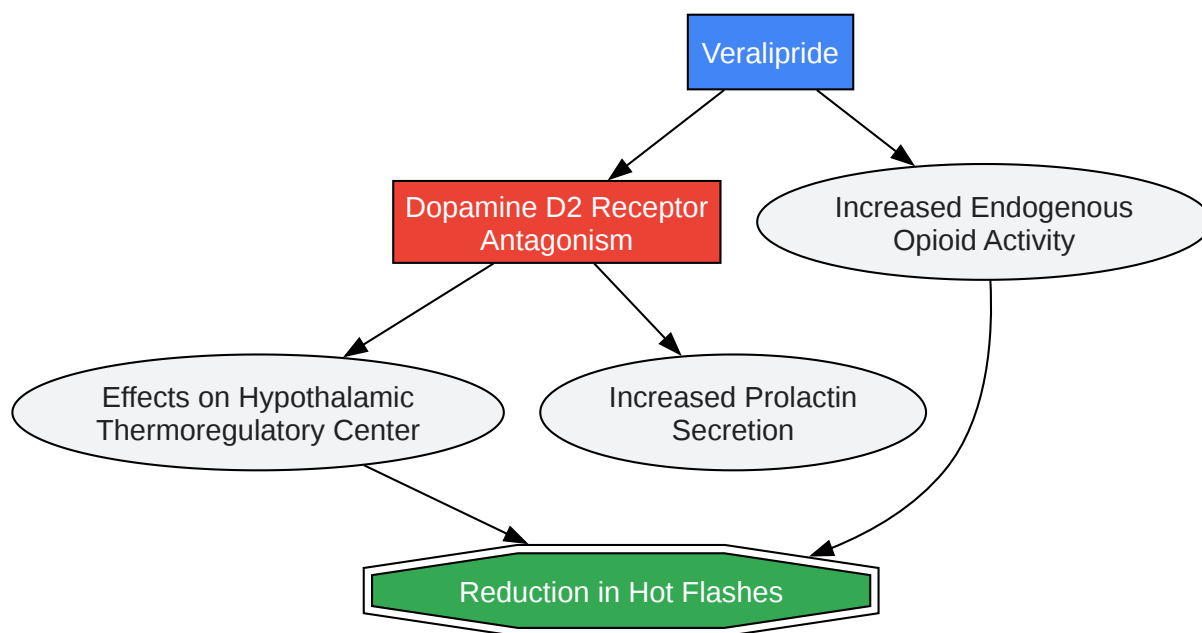 Veralipride
Dopamine D2 Receptor
Antagonism
Increased Endogenous
Opioid Activity
Effects on Hypothalamic
Thermoregulatory Center
Increased Prolactin
Secretion
Reduction in Hot Flashes